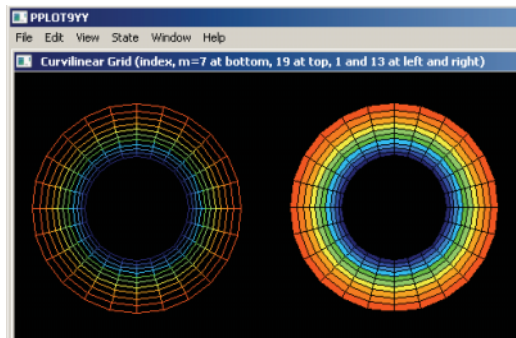 PPLOT9YY
File Edit View State Window Help
Curvilinear Grid (index, m=7 at bottom, 19 at top, 1 and 13 at left and right)